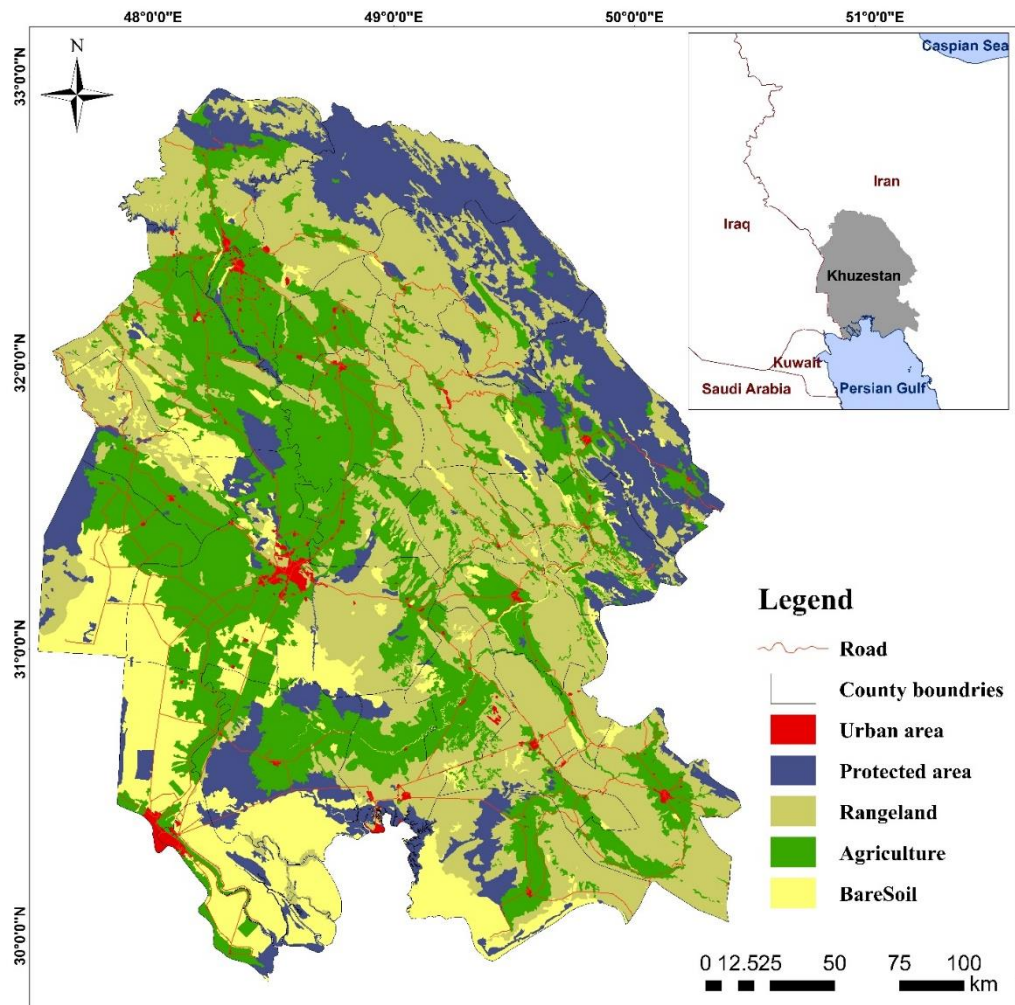 48°0'0"E 49°0'0"E 50°0'0"E 51°0'0"E
33°0'0"N
32°0'0"N
31°0'0"N
30°0'0"N
N
Caspian Sea
Iran
Iraq
Khuzestan
Kuwait
Saudi Arabia
Persian Gulf
Legend
Road
County boundries
Urban area
Protected area
Rangeland
Agriculture
BareSoil
0 12.525 50 75 100
km